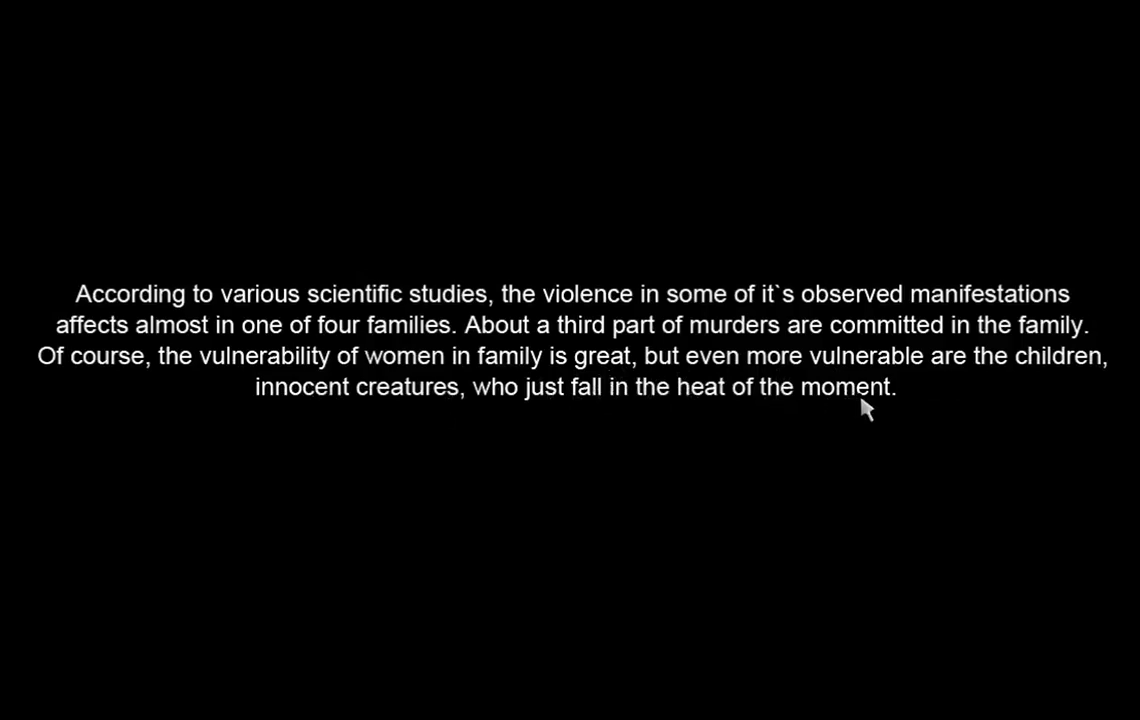 According to various scientific studies, the violence in some of it`s observed manifestations
affects almost in one of four families. About a third part of murders are committed in the family.
Of course, the vulnerability of women in family is great, but even more vulnerable are the children,
innocent creatures, who just fall in the heat of the moment.